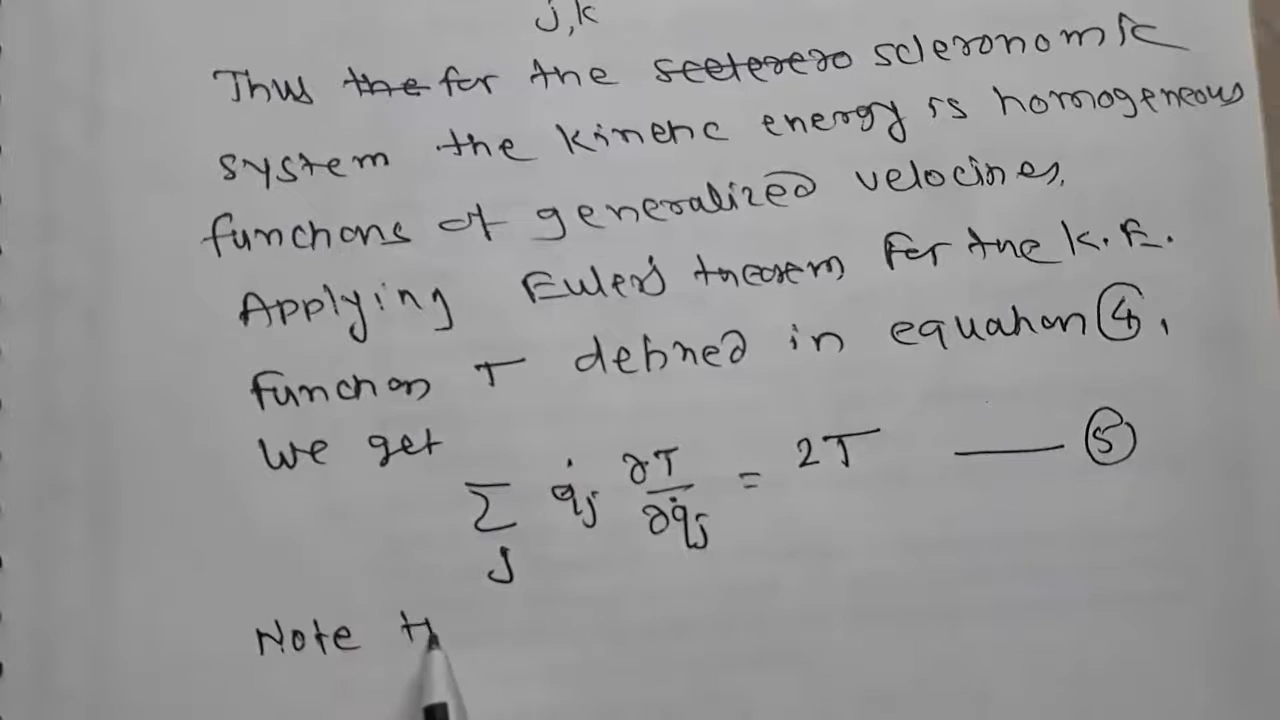 j,k
Thus the for the scleronomic
system the kinetic energy is homogeneous
functions of generalized velocities.
Applying Euler's theorem for the K.E.
function T defined in equation ④,
we get
∑ q̇j ∂T/∂q̇j = 2T —— ⑤
j
Note t